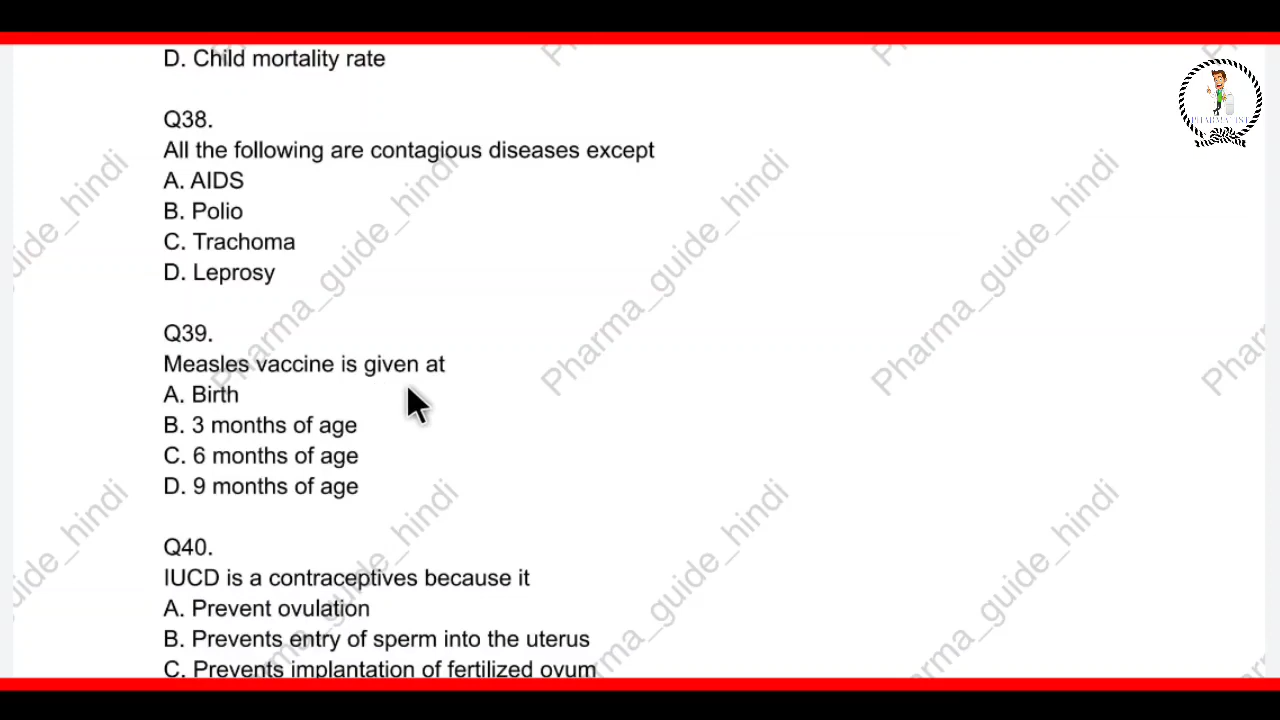 D. Child mortality rate
Q38.
All the following are contagious diseases except
A. AIDS
B. Polio
C. Trachoma
D. Leprosy
Q39.
Measles vaccine is given at
A. Birth
B. 3 months of age
C. 6 months of age
D. 9 months of age
Q40.
IUCD is a contraceptives because it
A. Prevent ovulation
B. Prevents entry of sperm into the uterus
C. Prevents implantation of fertilized ovum
Pharma_guide_hindi